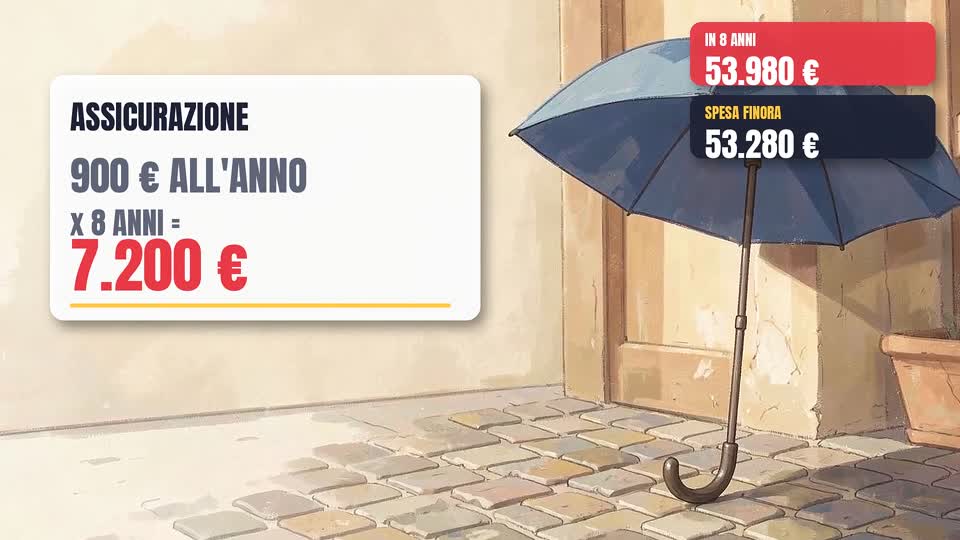 ASSICURAZIONE
900 € ALL'ANNO
X 8 ANNI =
7.200 €
IN 8 ANNI
53.980 €
SPESA FINORA
53.280 €